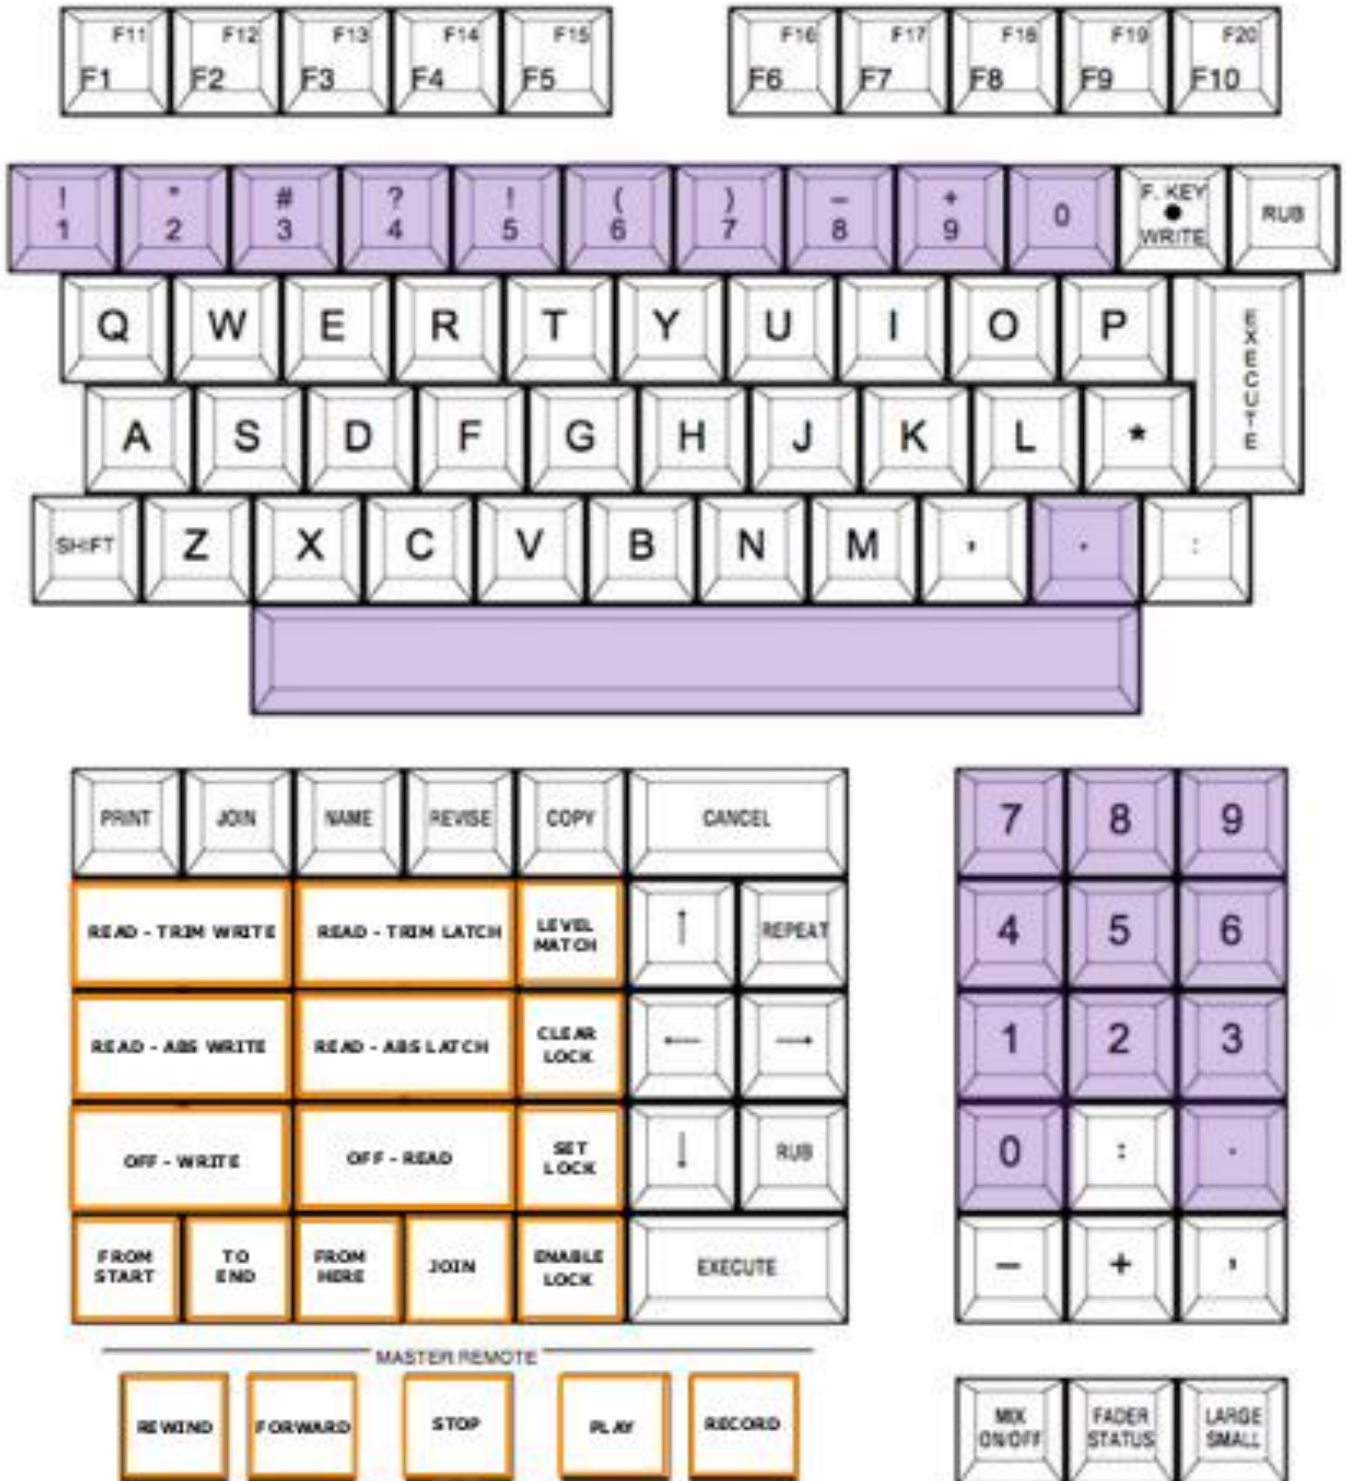 F11 F12 F13 F14 F15 F16 F17 F18 F19 F20
F1 F2 F3 F4 F5 F6 F7 F8 F9 F10
! " # ? ! ( ) – + F. KEY
1 2 3 4 5 6 7 8 9 0 ● RUB
WRITE
Q W E R T Y U I O P EXECUTE
A S D F G H J K L *
SHIFT Z X C V B N M , . :
PRINT JOIN NAME REVISE COPY CANCEL 7 8 9
READ - TRIM WRITE READ - TRIM LATCH LEVEL ↑ REPEAT 4 5 6
MATCH
READ - ABS WRITE READ - ABS LATCH CLEAR ← → 1 2 3
LOCK
OFF - WRITE OFF - READ SET ↓ RUB 0 : .
LOCK
FROM TO FROM JOIN ENABLE EXECUTE – + ,
START END HERE LOCK
MASTER REMOTE
REWIND FORWARD STOP PLAY RECORD MIX FADER LARGE
ON/OFF STATUS SMALL